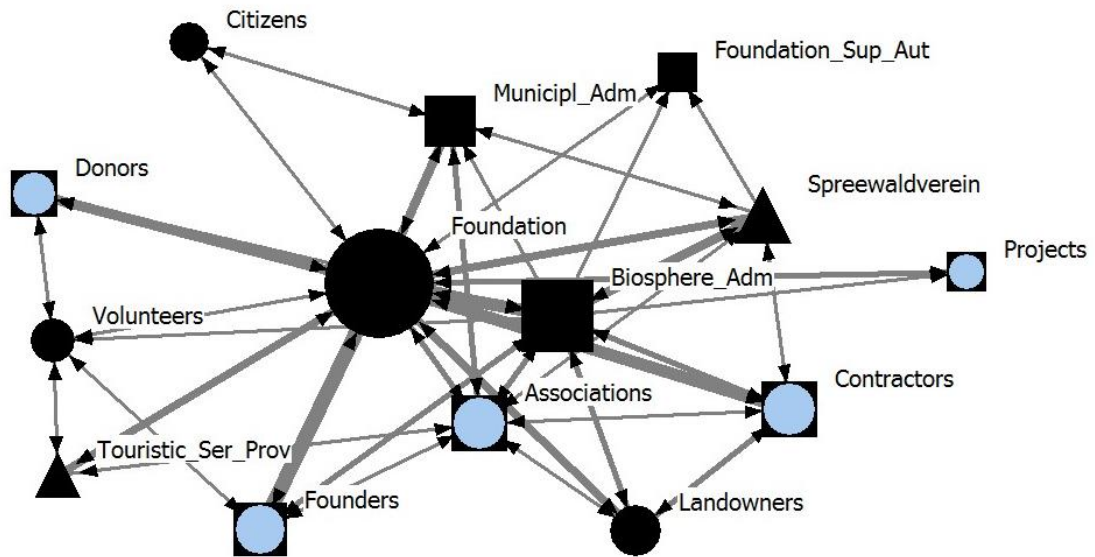 Citizens
Foundation_Sup_Aut
Municipl_Adm
Donors
Spreewaldverein
Foundation
Projects
Biosphere_Adm
Volunteers
Contractors
Associations
Touristic_Ser_Prov
Founders
Landowners